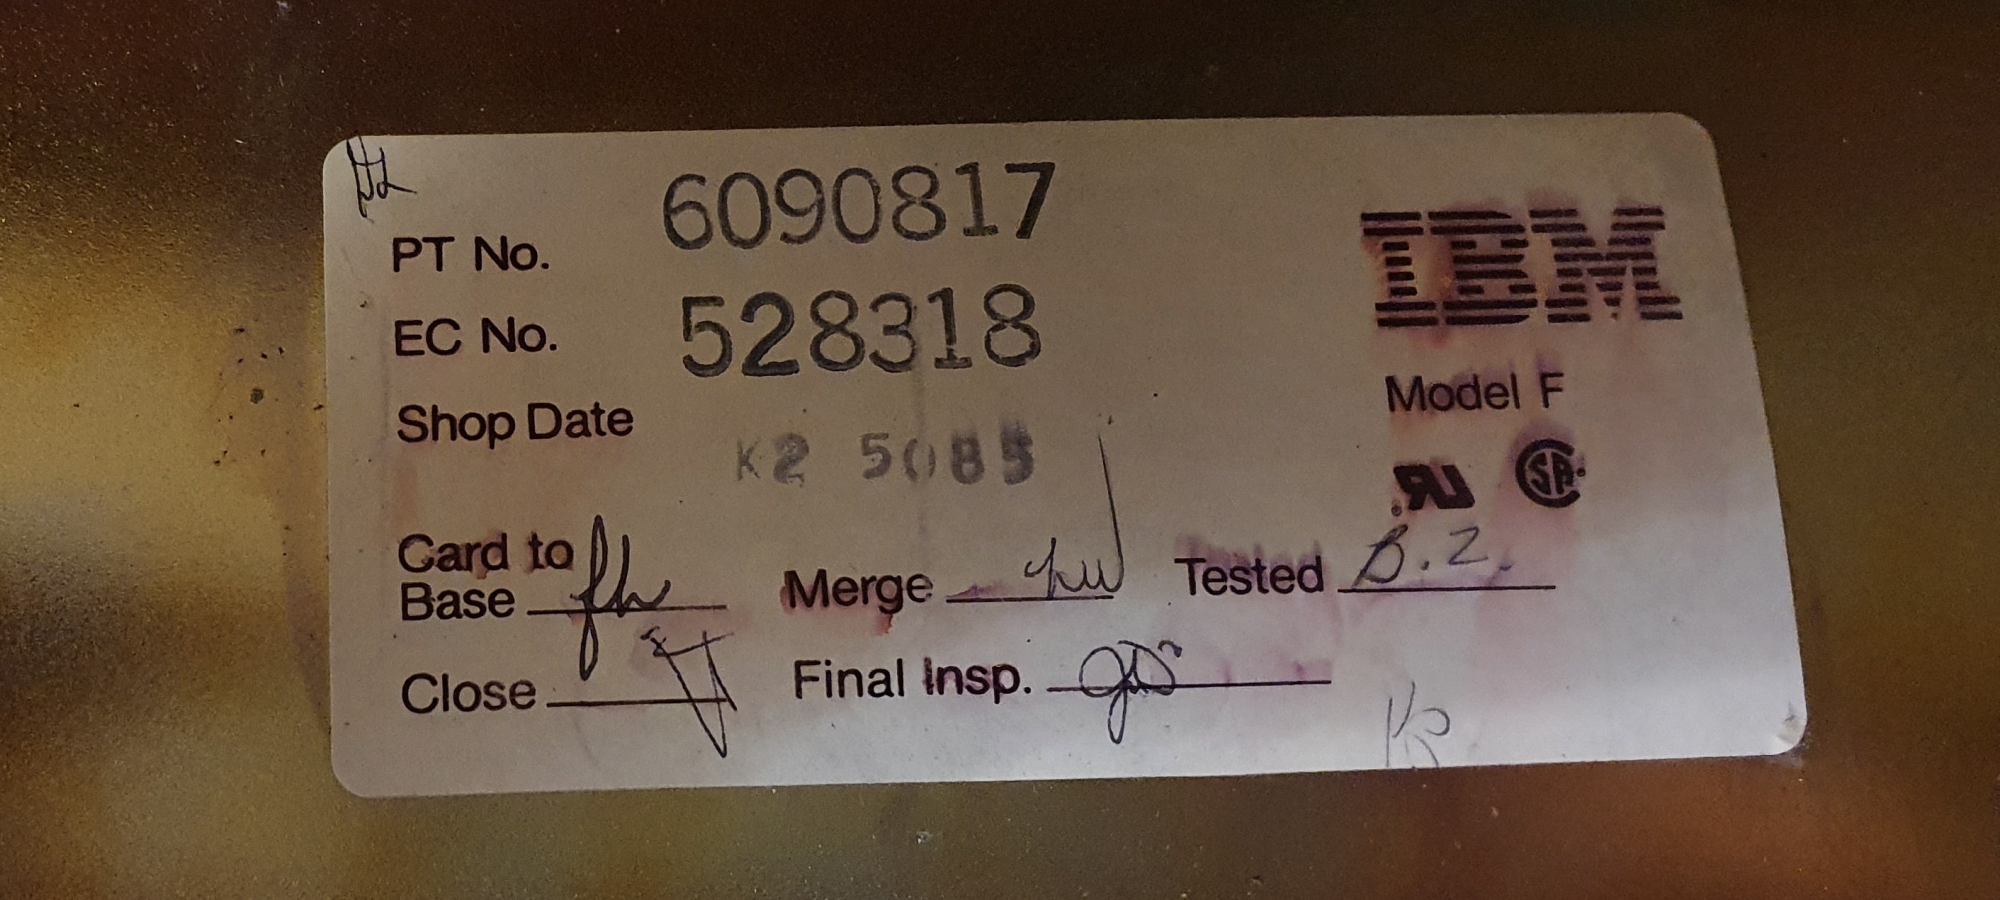 PT No. 6090817
EC No. 528318
Shop Date K2 5085
IBM
Model F
Card to
Base
Merge
Tested B.Z.
Close
Final Insp.